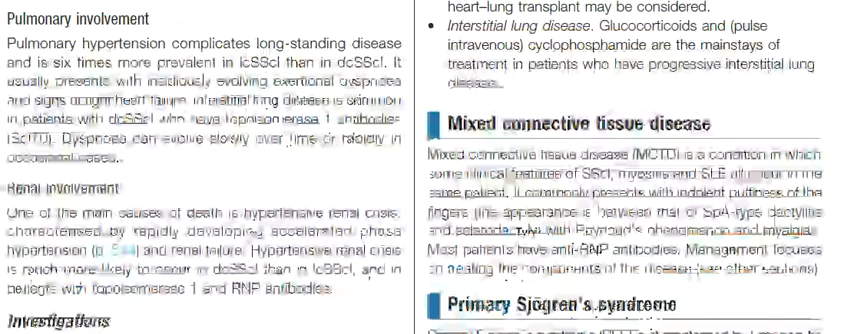 Pulmonary involvement
Pulmonary hypertension complicates long-standing disease
and is six times more prevalent in lcSScl than in dcSScl. It
usually presents with insidiously evolving exertional dyspnoea
and signs of right heart failure. Interstitial lung disease is common
in patients with dcSScl who have topoisomerase 1 antibodies
Dyspnoea can evolve slowly over time or rapidly in
occasional cases.
Renal involvement
One of the main causes of death is hypertensive renal crisis,
characterised by rapidly developing accelerated phase
hypertension (p. ) and renal failure. Hypertensive renal crisis
is much more likely to occur in dcSScl than in lcSScl, and in
patients with topoisomerase 1 and RNP antibodies.
Investigations
heart–lung transplant may be considered.
• Interstitial lung disease. Glucocorticoids and (pulse
intravenous) cyclophosphamide are the mainstays of
treatment in patients who have progressive interstitial lung
disease.
Mixed connective tissue disease
Mixed connective tissue disease (MCTD) is a condition in which
some clinical features of SScl, myositis and SLE all occur in the
same patient. It commonly presents with indolent puffiness of the
fingers (the appearance is between that of SpA-type dactylitis
and with Raynaud's phenomenon and myalgia.
Most patients have anti-RNP antibodies. Management focuses
on the components of the disease (see other sections).
Primary Sjögren's syndrome